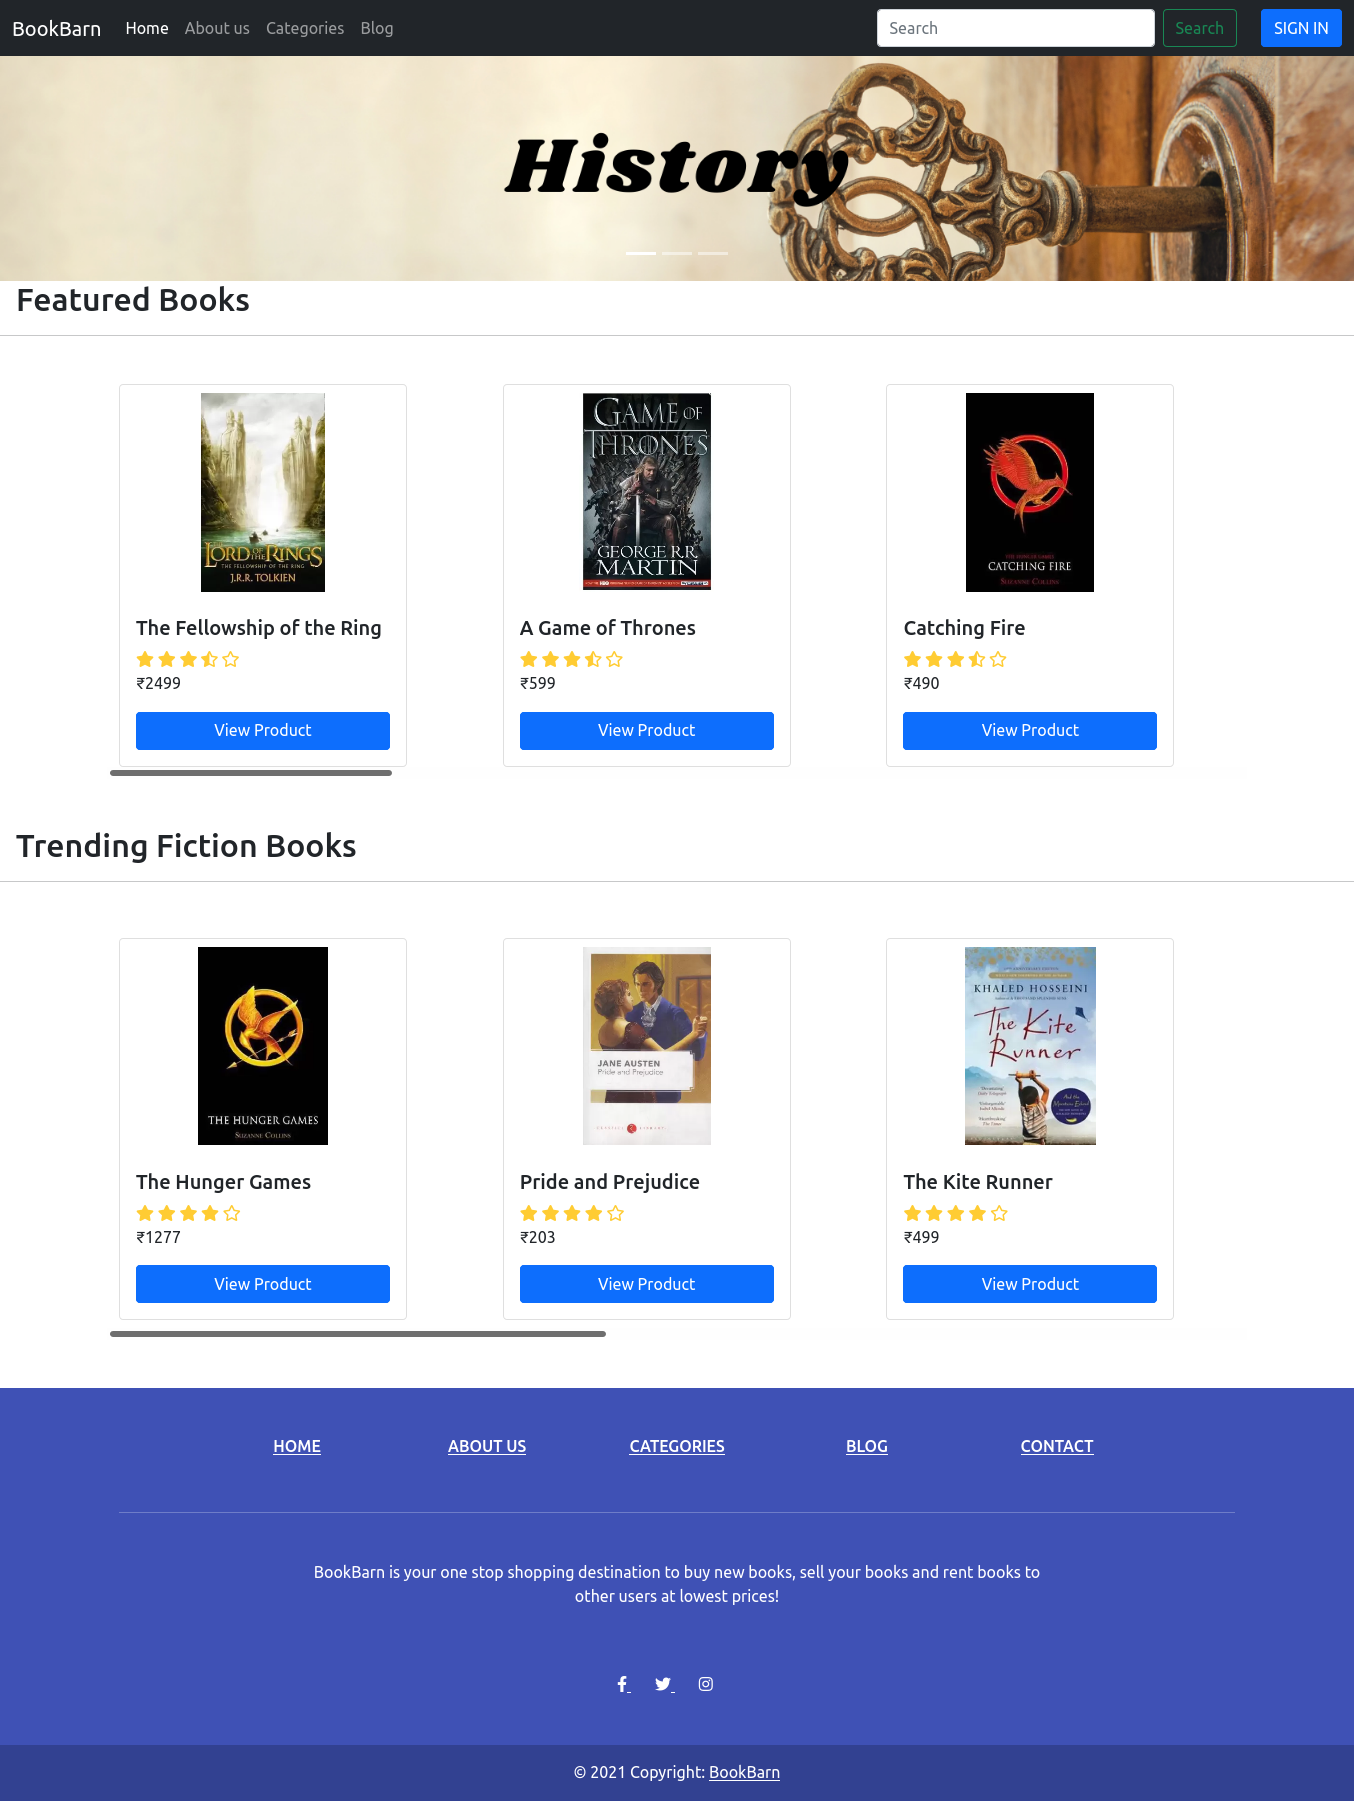 BookBarn Home About us Categories Blog Search Search SIGN IN
History
Featured Books
LORD OF THE RINGS
THE FELLOWSHIP OF THE RING
J.R.R. TOLKIEN
GAME OF
THRONES
GEORGE R.R.
MARTIN
THE HUNGER GAMES
CATCHING FIRE
SUZANNE COLLINS
The Fellowship of the Ring A Game of Thrones Catching Fire
₹2499 ₹599 ₹490
View Product View Product View Product
Trending Fiction Books
THE HUNGER GAMES
SUZANNE COLLINS
JANE AUSTEN
Pride and Prejudice
KHALED HOSSEINI
The Kite
Runner
The Hunger Games Pride and Prejudice The Kite Runner
₹1277 ₹203 ₹499
View Product View Product View Product
HOME ABOUT US CATEGORIES BLOG CONTACT
BookBarn is your one stop shopping destination to buy new books, sell your books and rent books to
other users at lowest prices!
© 2021 Copyright: BookBarn